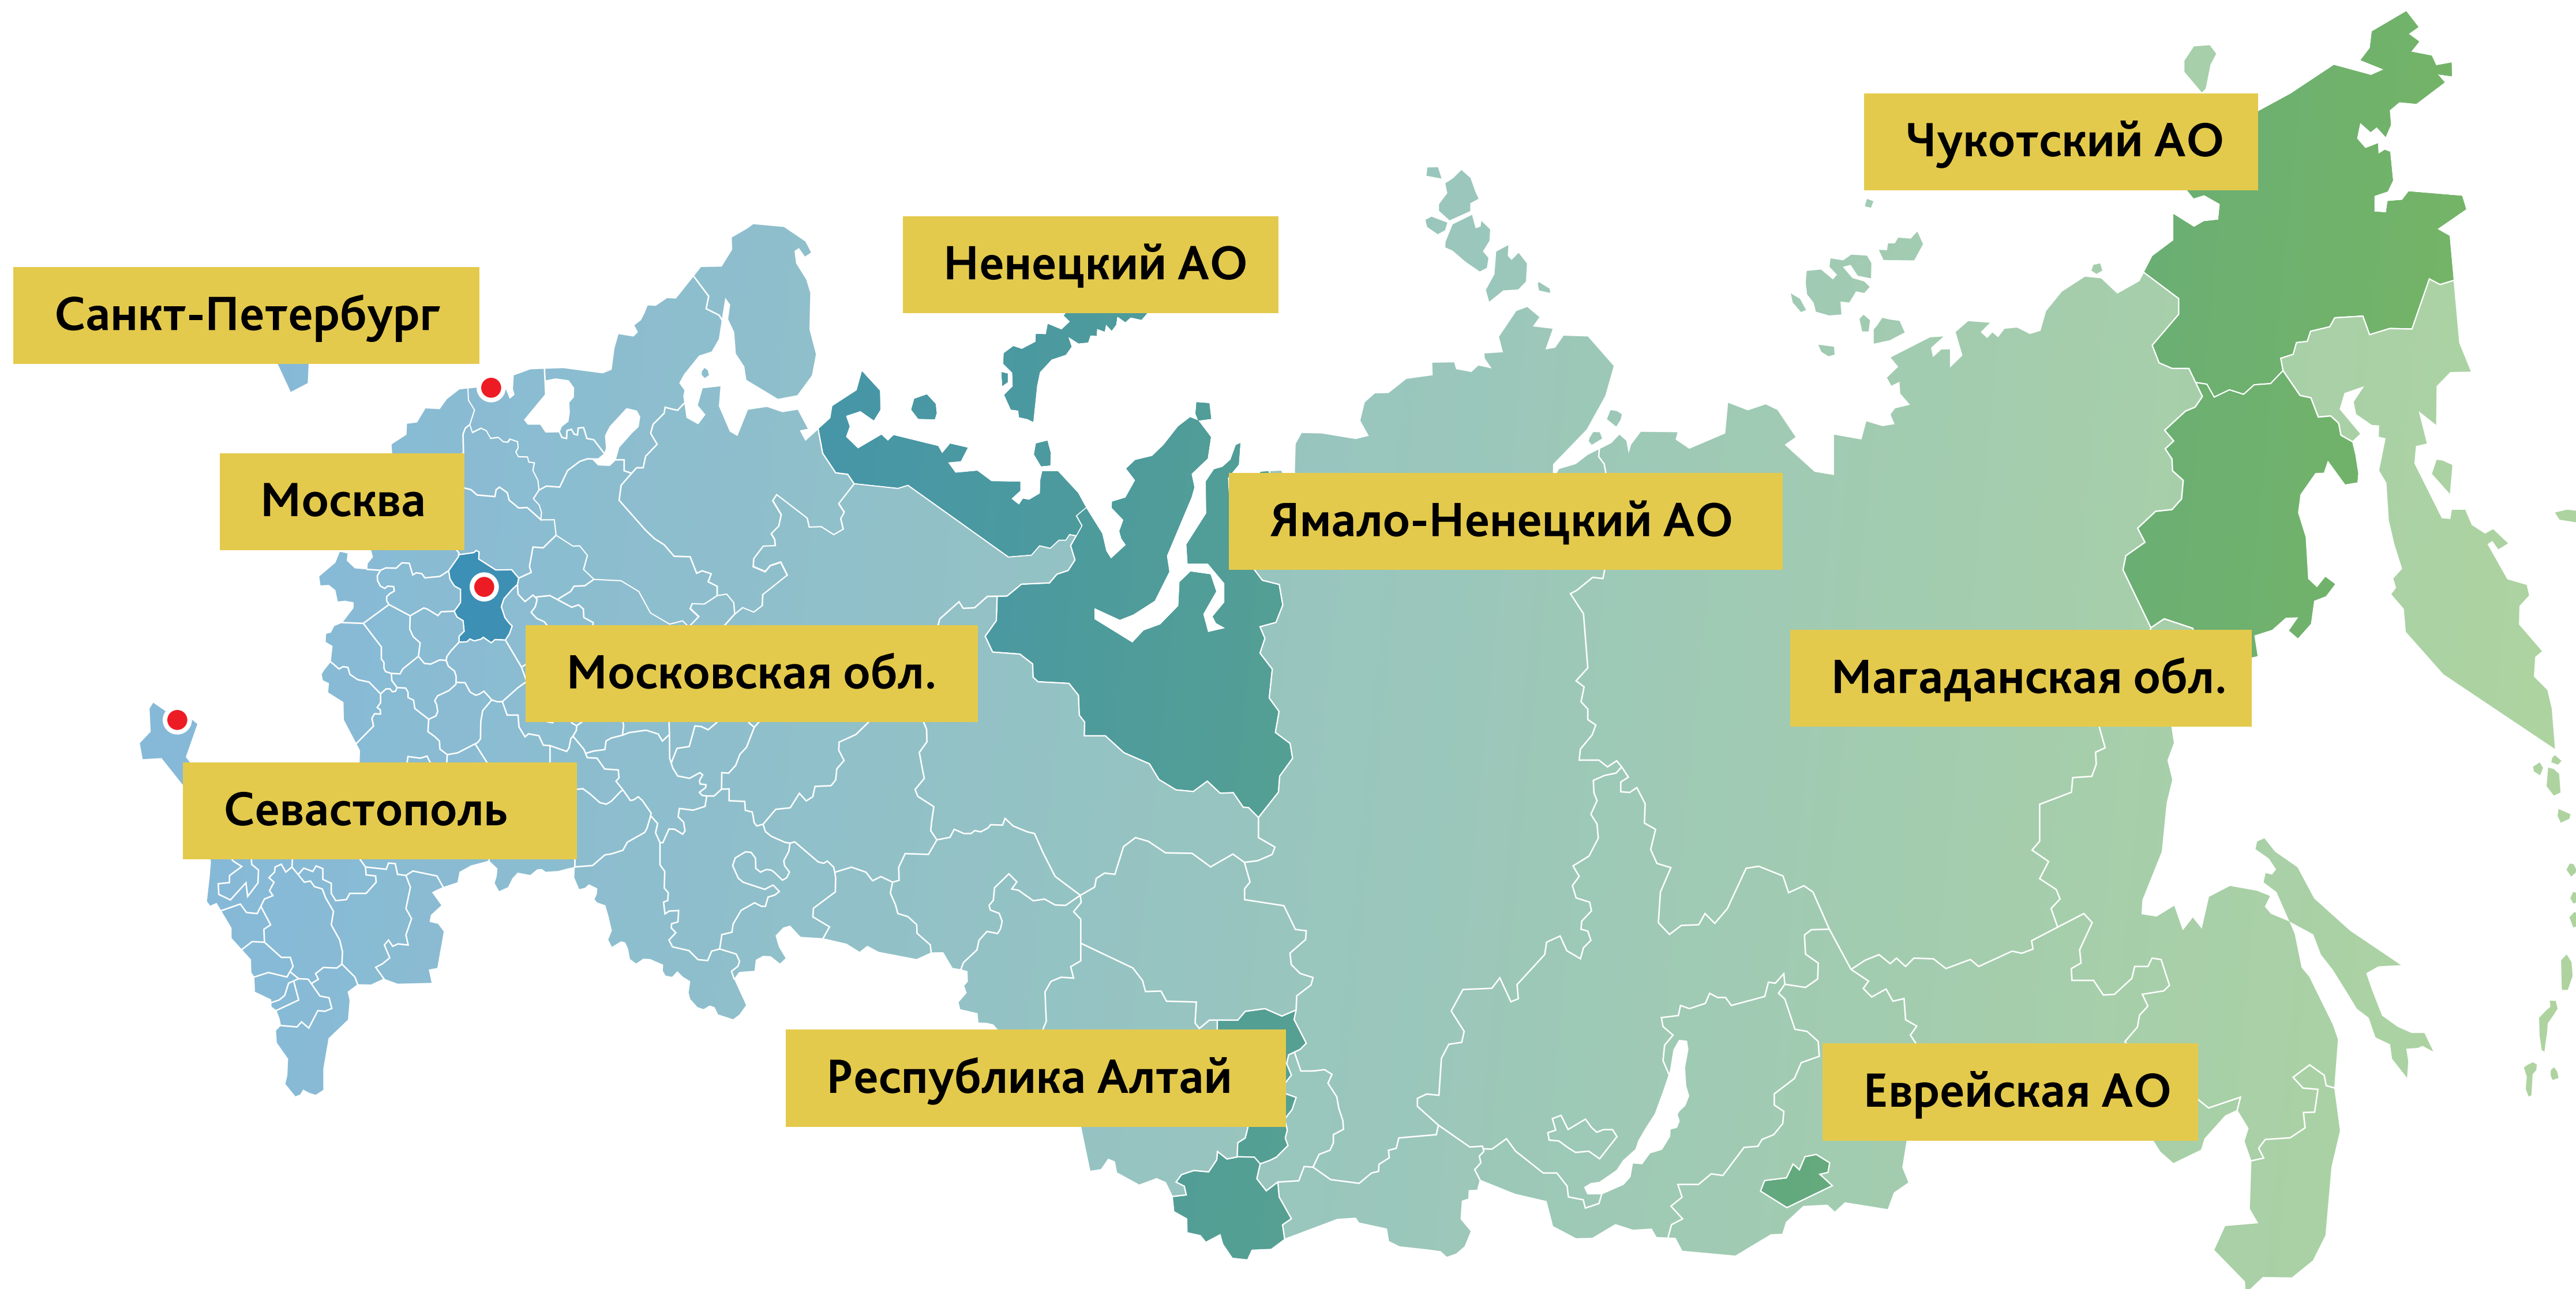 Чукотский АО
Ненецкий АО
Санкт-Петербург
Москва
Ямало-Ненецкий АО
Московская обл.
Магаданская обл.
Севастополь
Республика Алтай
Еврейская АО